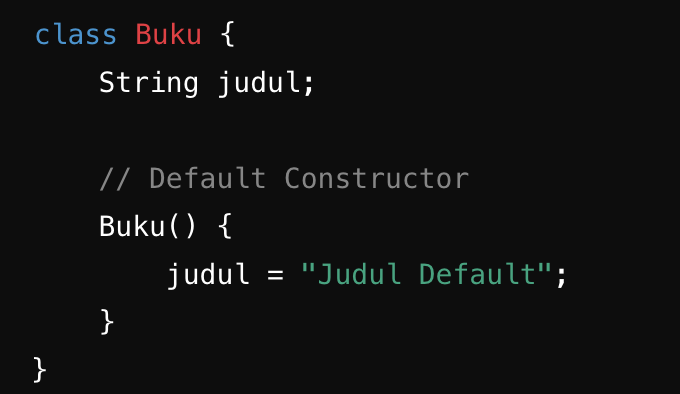 class Buku {
    String judul;

    // Default Constructor
    Buku() {
        judul = "Judul Default";
    }
}